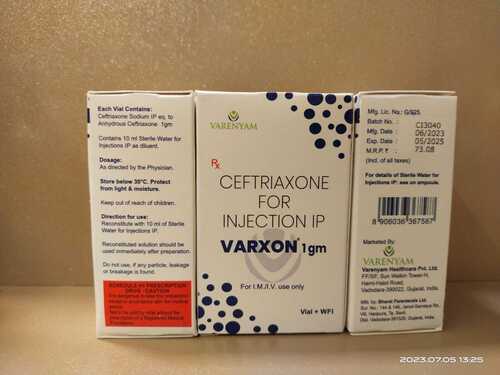 Each Vial Contains:
Ceftriaxone Sodium IP eq. to
Anhydrous Ceftriaxone 1gm
Contains 10 ml Sterile Water for
Injections IP as diluent.
Dosage:
As directed by the Physician.
Store below 30°C. Protect
from light & moisture.
Keep out of reach of children.
Direction for use:
Reconstitute with 10 ml of Sterile
Water for Injections IP.
Reconstituted solution should be
used immediately after preparation.
Do not use, if any particle, leakage
or breakage is found.
SCHEDULE H1 PRESCRIPTION
DRUG - CAUTION
VARENYAM
Rx
CEFTRIAXONE
FOR
INJECTION IP
VARXON® 1gm
For I.M./I.V. use only
Vial + WFI
Mfg. Lic. No.: G/925
Batch No. : CI3040
Mfg. Date : 06/2023
Exp. Date : 05/2025
M.R.P. ₹ : 73.08
(Incl. of all taxes)
For details of Sterile Water for
Injections IP: see on ampoule.
8 906036 367567
Marketed By:
VARENYAM
Varenyam Healthcare Pvt. Ltd.
Harni-Halol Road,
Vadodara-390022, Gujarat, India.
Mfg. by: Bharat Parenterals Ltd.
2023.07.05 13:25